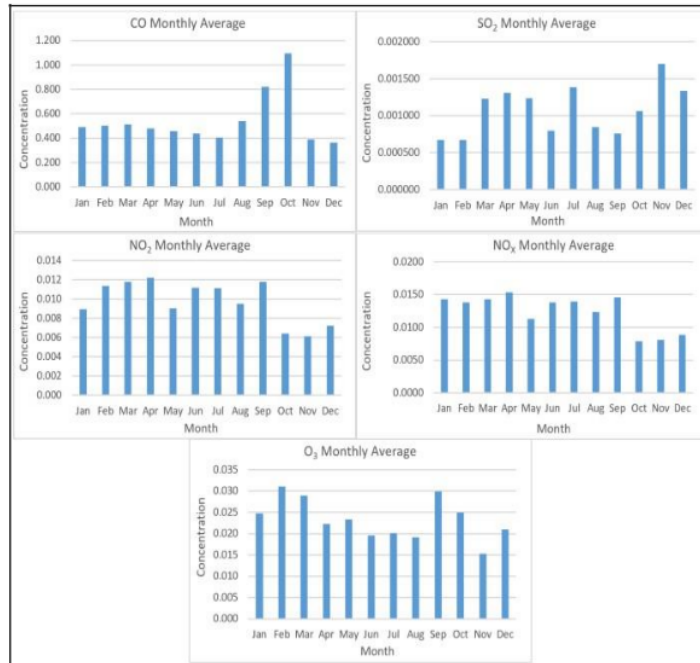 CO Monthly Average
Concentration
1.200
1.000
0.800
0.600
0.400
0.200
0.000
Jan Feb Mar Apr May Jun Jul Aug Sep Oct Nov Dec
Month
SO₂ Monthly Average
Concentration
0.002000
0.001500
0.001000
0.000500
0.000000
Jan Feb Mar Apr May Jun Jul Aug Sep Oct Nov Dec
Month
NO₂ Monthly Average
Concentration
0.014
0.012
0.010
0.008
0.006
0.004
0.002
0.000
Jan Feb Mar Apr May Jun Jul Aug Sep Oct Nov Dec
Month
NOₓ Monthly Average
Concentration
0.0200
0.0150
0.0100
0.0050
0.0000
Jan Feb Mar Apr May Jun Jul Aug Sep Oct Nov Dec
Month
O₃ Monthly Average
Concentration
0.035
0.030
0.025
0.020
0.015
0.010
0.005
0.000
Jan Feb Mar Apr May Jun Jul Aug Sep Oct Nov Dec
Month